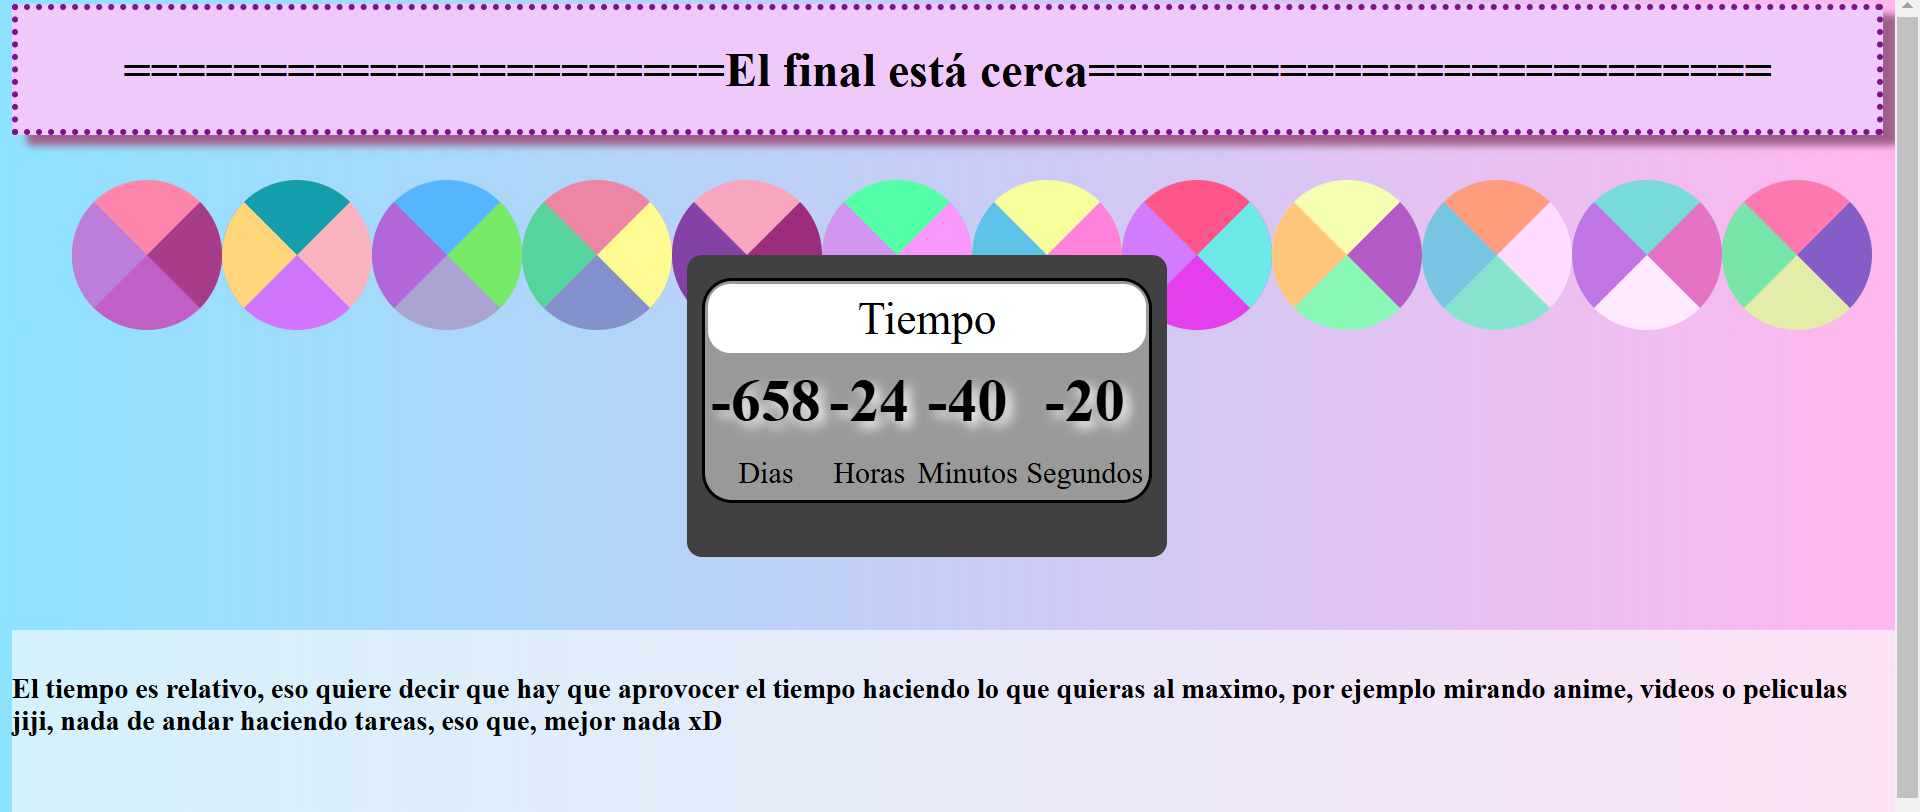 ======================El final está cerca=========================
Tiempo
-658 -24 -40 -20
Dias Horas Minutos Segundos
El tiempo es relativo, eso quiere decir que hay que aprovocer el tiempo haciendo lo que quieras al maximo, por ejemplo mirando anime, videos o peliculas
jiji, nada de andar haciendo tareas, eso que, mejor nada xD